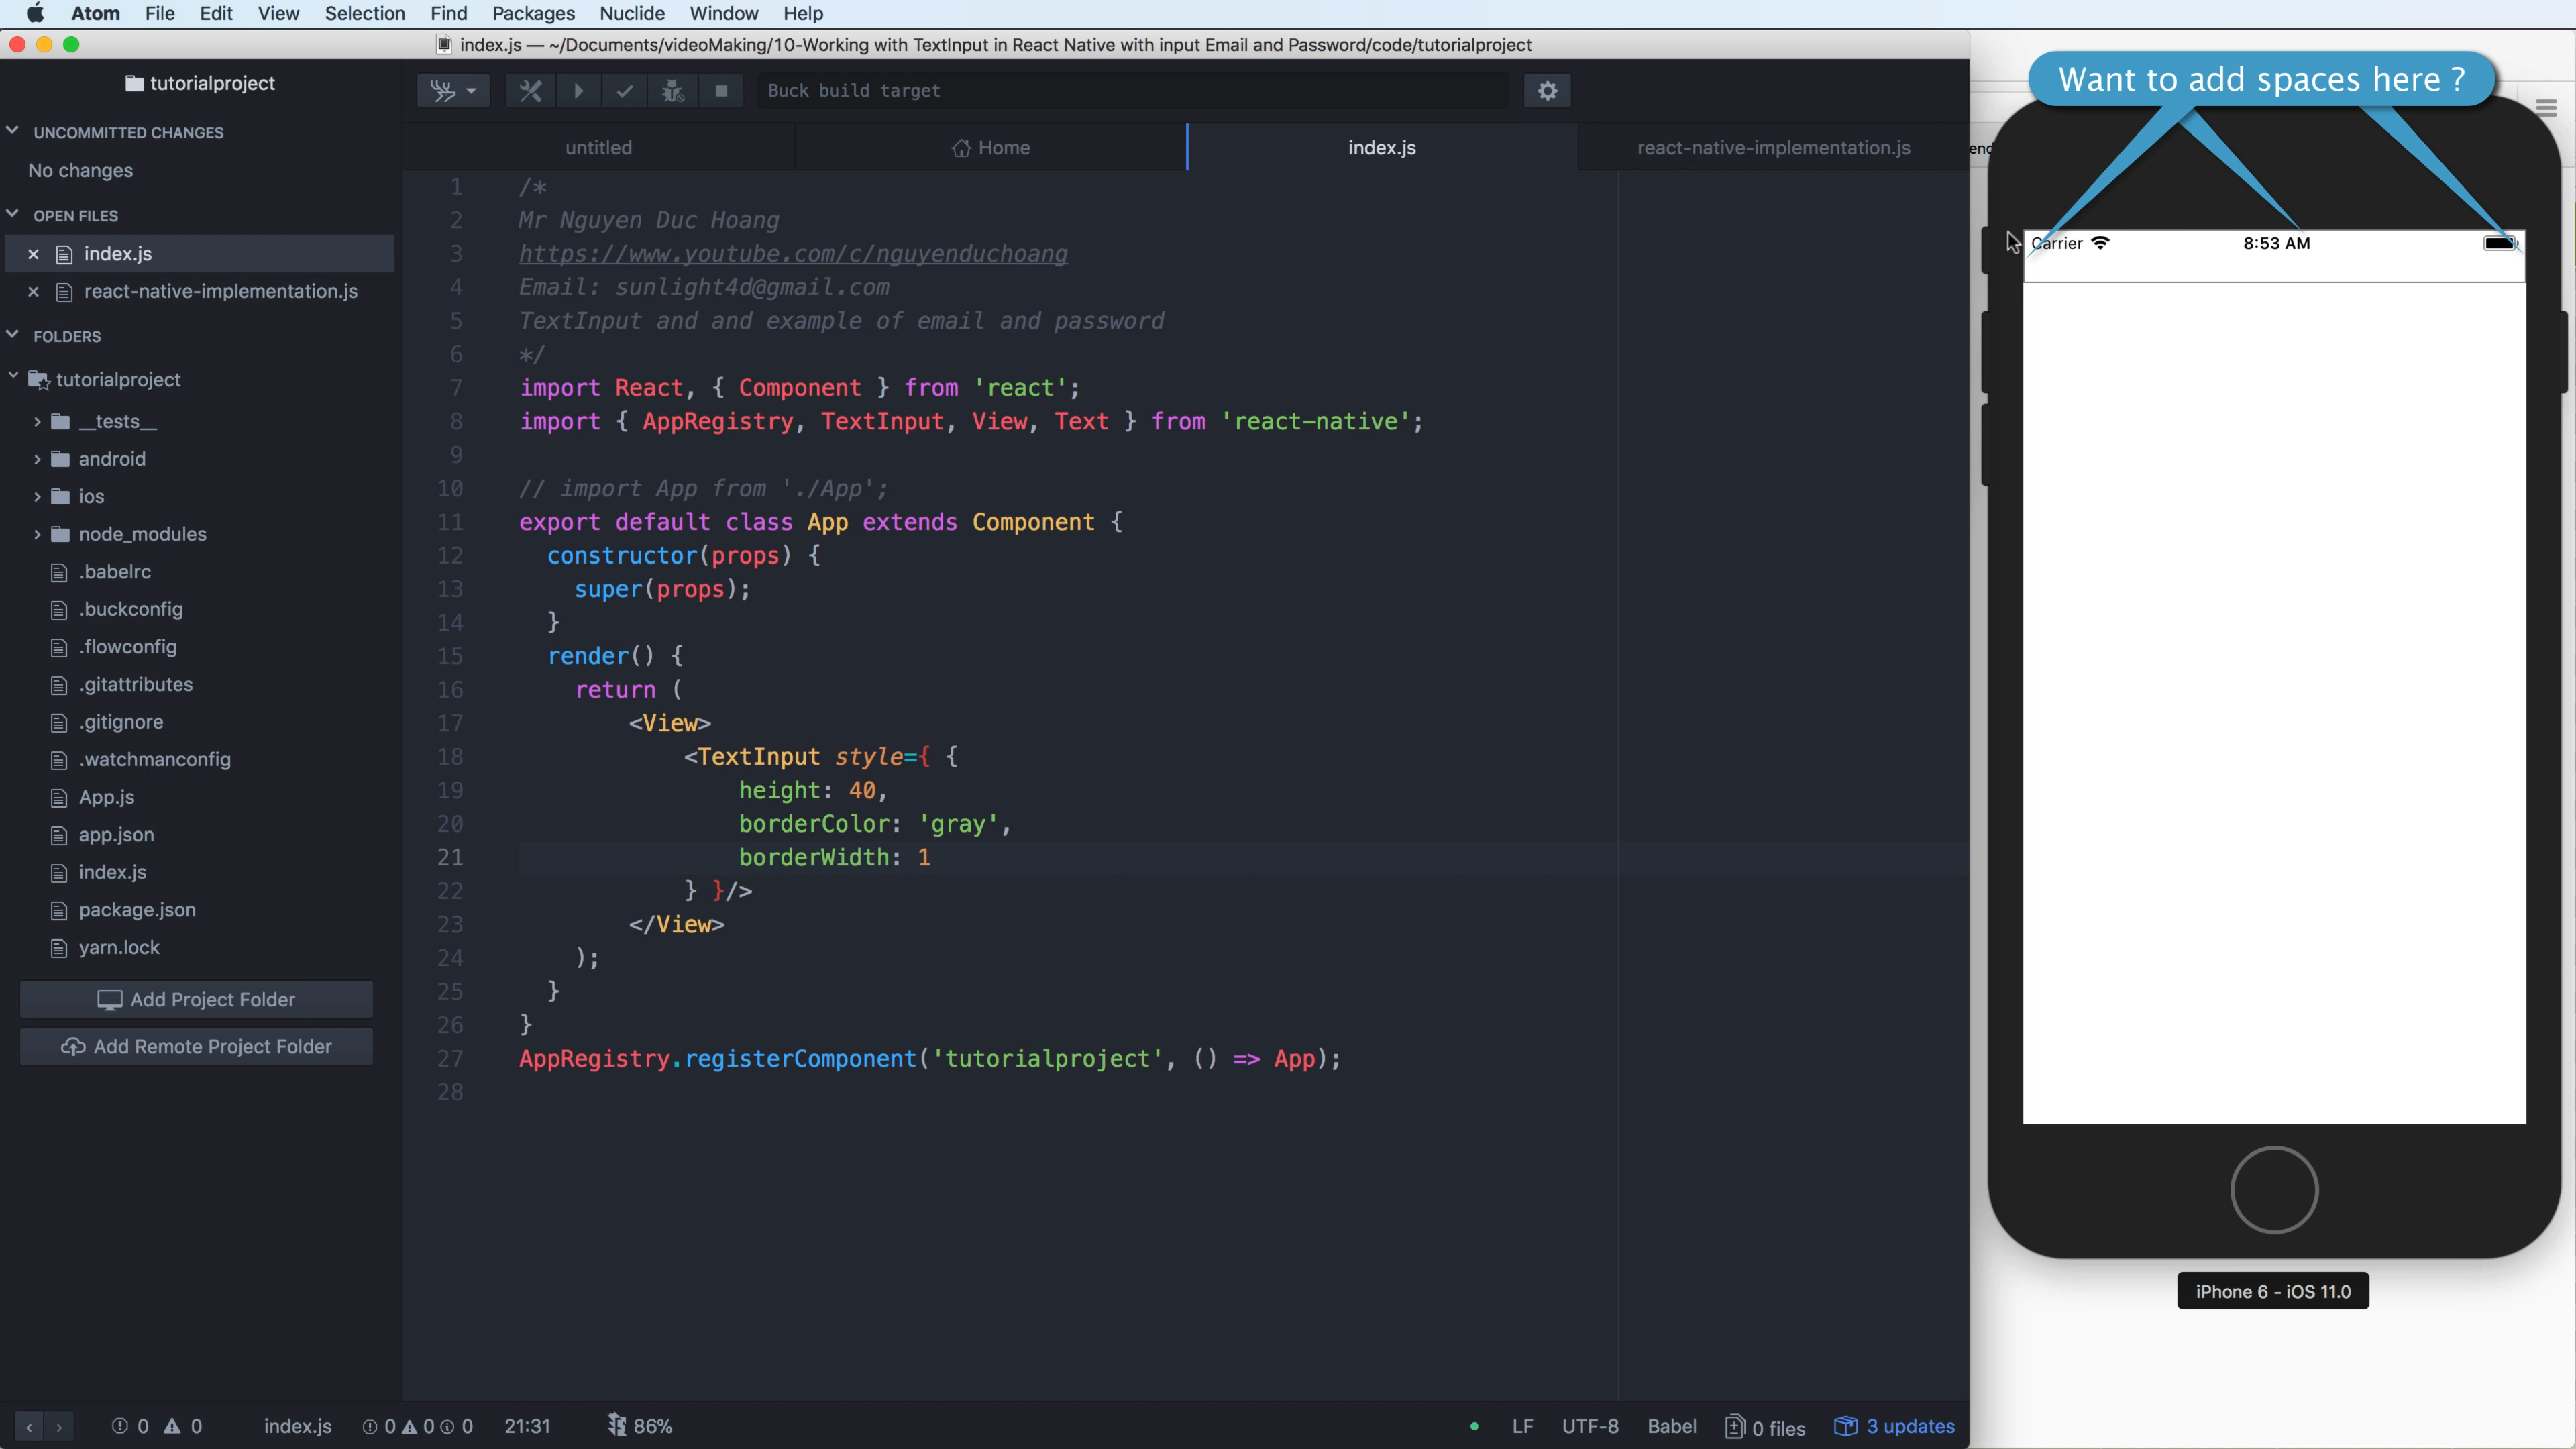 Atom File Edit View Selection Find Packages Nuclide Window Help
index.js — ~/Documents/videoMaking/10-Working with TextInput in React Native with input Email and Password/code/tutorialproject
tutorialproject
UNCOMMITTED CHANGES
No changes
OPEN FILES
index.js
react-native-implementation.js
FOLDERS
tutorialproject
__tests__
android
ios
node_modules
.babelrc
.buckconfig
.flowconfig
.gitattributes
.gitignore
.watchmanconfig
App.js
app.json
index.js
package.json
yarn.lock
Add Project Folder
Add Remote Project Folder
Buck build target
untitled Home index.js react-native-implementation.js
1 /*
2 Mr Nguyen Duc Hoang
3 https://www.youtube.com/c/nguyenduchoang
4 Email: sunlight4d@gmail.com
5 TextInput and and example of email and password
6 */
7 import React, { Component } from 'react';
8 import { AppRegistry, TextInput, View, Text } from 'react-native';
9
10 // import App from './App';
11 export default class App extends Component {
12 constructor(props) {
13 super(props);
14 }
15 render() {
16 return (
17 <View>
18 <TextInput style={ {
19 height: 40,
20 borderColor: 'gray',
21 borderWidth: 1
22 } }/>
23 </View>
24 );
25 }
26 }
27 AppRegistry.registerComponent('tutorialproject', () => App);
28
0 0 index.js 0 0 0 21:31 86% LF UTF-8 Babel 0 files 3 updates
Want to add spaces here ?
Carrier 8:53 AM
iPhone 6 - iOS 11.0